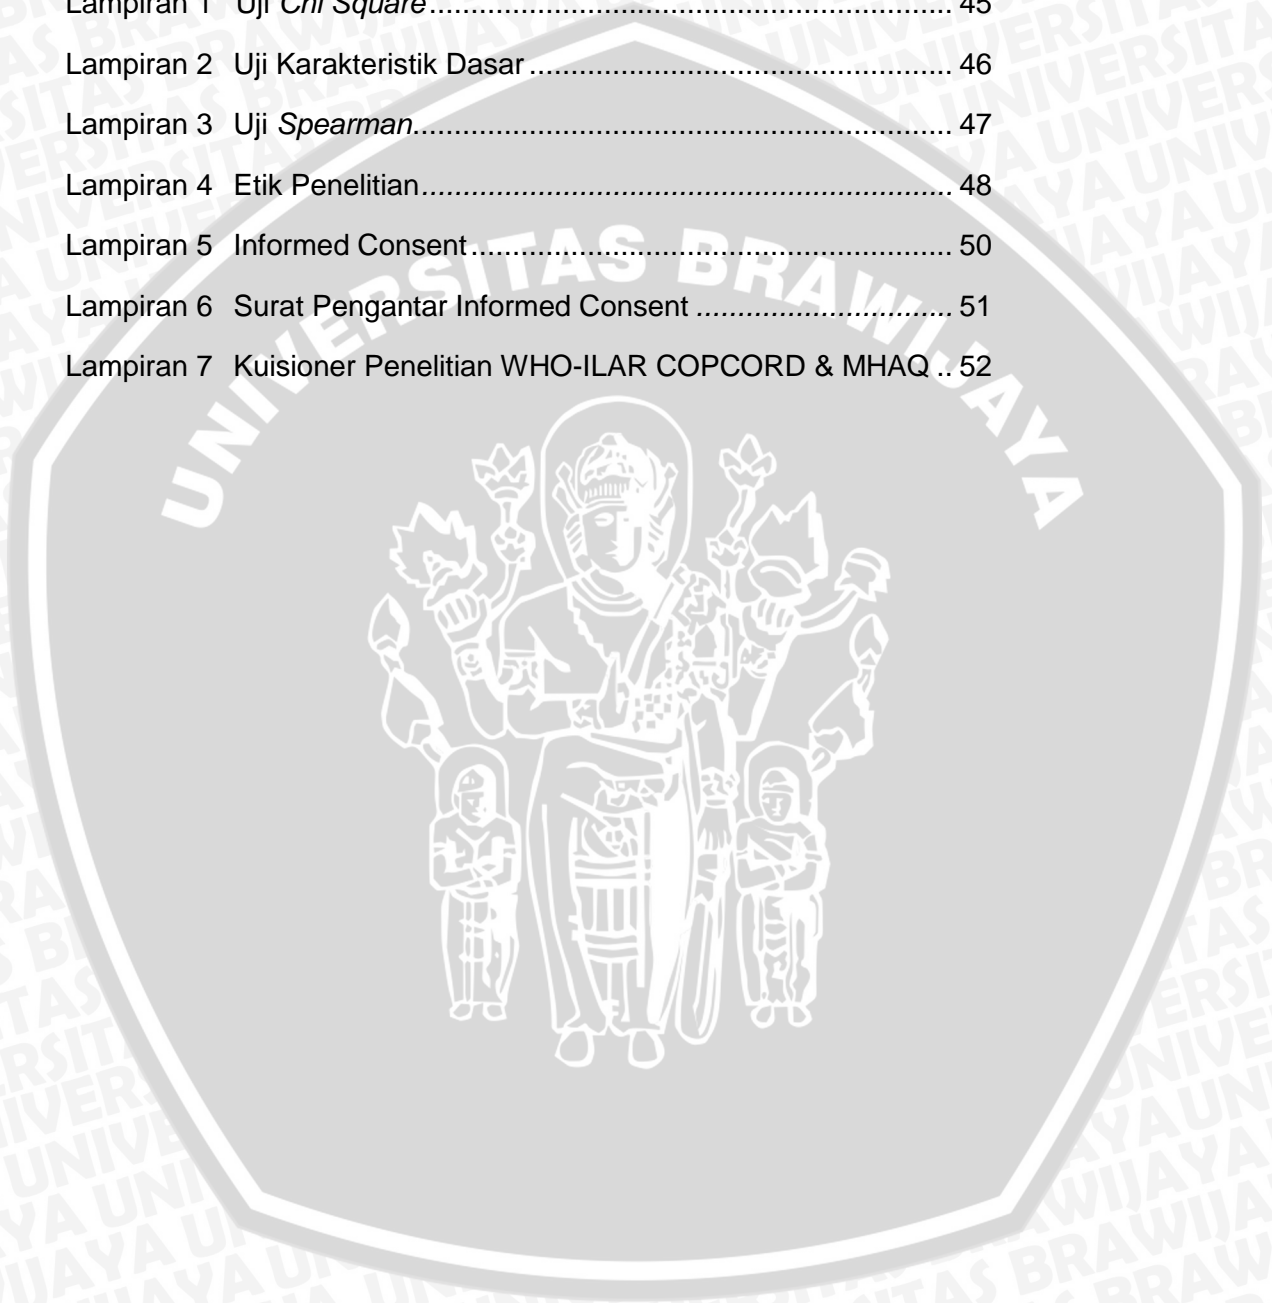 Lampiran 1 Uji Chi Square............................................................... 45
Lampiran 2 Uji Karakteristik Dasar ................................................... 46
Lampiran 3 Uji Spearman................................................................. 47
Lampiran 4 Etik Penelitian................................................................ 48
Lampiran 5 Informed Consent.......................................................... 50
Lampiran 6 Surat Pengantar Informed Consent ............................... 51
Lampiran 7 Kuisioner Penelitian WHO-ILAR COPCORD & MHAQ .. 52
UNIVERSITAS BRAWIJAYA